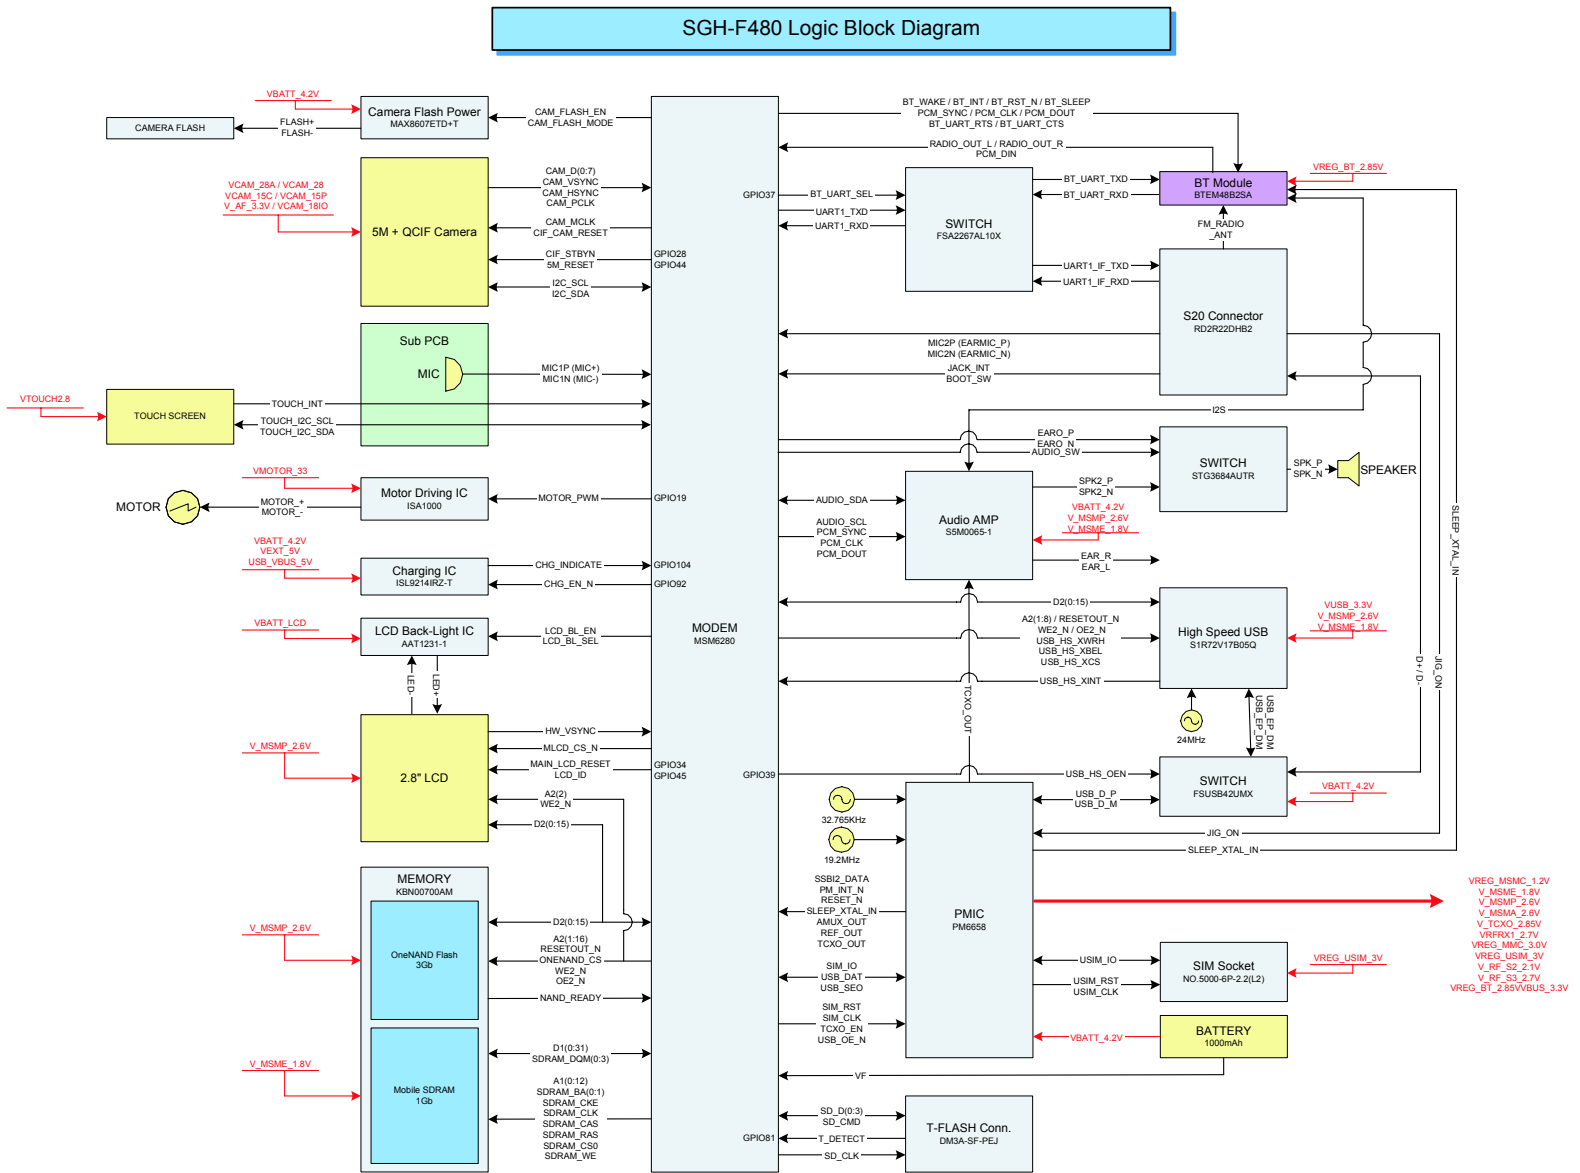 SGH-F480 Logic Block Diagram
VBATT_4.2V
Camera Flash Power
MAX8607ETD+T
CAM_FLASH_EN
CAM_FLASH_MODE
CAMERA FLASH
FLASH+
FLASH-
VCAM_28A / VCAM_28
VCAM_15C / VCAM_15P
V_AF_3.3V / VCAM_18IO
5M + QCIF Camera
CAM_D(0:7)
CAM_VSYNC
CAM_HSYNC
CAM_PCLK
CAM_MCLK
CIF_CAM_RESET
CIF_STBYN
5M_RESET
I2C_SCL
I2C_SDA
GPIO28
GPIO44
Sub PCB
MIC
MIC1P (MIC+)
MIC1N (MIC-)
VTOUCH2.8
TOUCH SCREEN
TOUCH_INT
TOUCH_I2C_SCL
TOUCH_I2C_SDA
VMOTOR_33
MOTOR
MOTOR_+
MOTOR_-
Motor Driving IC
ISA1000
MOTOR_PWM
GPIO19
VBATT_4.2V
VEXT_5V
USB_VBUS_5V
Charging IC
ISL9214IRZ-T
CHG_INDICATE
CHG_EN_N
GPIO104
GPIO92
VBATT_LCD
LCD Back-Light IC
AAT1231-1
LCD_BL_EN
LCD_BL_SEL
LED-
LED+
V_MSMP_2.6V
2.8" LCD
HW_VSYNC
MLCD_CS_N
MAIN_LCD_RESET
LCD_ID
GPIO34
GPIO45
A2(2)
WE2_N
D2(0:15)
MEMORY
KBN00700AM
V_MSMP_2.6V
OneNAND Flash
3Gb
D2(0:15)
A2(1:16)
RESETOUT_N
ONENAND_CS
WE2_N
OE2_N
NAND_READY
V_MSME_1.8V
Mobile SDRAM
1Gb
D1(0:31)
SDRAM_DQM(0:3)
A1(0:12)
SDRAM_BA(0:1)
SDRAM_CKE
SDRAM_CLK
SDRAM_CAS
SDRAM_RAS
SDRAM_CS0
SDRAM_WE
MODEM
MSM6280
BT_WAKE / BT_INT / BT_RST_N / BT_SLEEP
PCM_SYNC / PCM_CLK / PCM_DOUT
BT_UART_RTS / BT_UART_CTS
RADIO_OUT_L / RADIO_OUT_R
PCM_DIN
GPIO37
BT_UART_SEL
UART1_TXD
UART1_RXD
SWITCH
FSA2267AL10X
BT_UART_TXD
BT_UART_RXD
BT Module
BTEM48B2SA
VREG_BT_2.85V
FM_RADIO
_ANT
UART1_IF_TXD
UART1_IF_RXD
S20 Connector
RD2R22DHB2
MIC2P (EARMIC_P)
MIC2N (EARMIC_N)
JACK_INT
BOOT_SW
I2S
EARO_P
EARO_N
AUDIO_SW
SWITCH
STG3684AUTR
SPK_P
SPK_N
SPEAKER
AUDIO_SDA
AUDIO_SCL
PCM_SYNC
PCM_CLK
PCM_DOUT
Audio AMP
S5M0065-1
SPK2_P
SPK2_N
VBATT_4.2V
V_MSMP_2.6V
V_MSME_1.8V
EAR_R
EAR_L
SLEEP_XTAL_IN
D2(0:15)
A2(1:8) / RESETOUT_N
WE2_N / OE2_N
USB_HS_XWRH
USB_HS_XBEL
USB_HS_XCS
USB_HS_XINT
High Speed USB
S1R72V17B05Q
VUSB_3.3V
V_MSMP_2.6V
V_MSME_1.8V
TCXO_OUT
24MHz
USB_EP_DM
USB_EP_DM
D+ / D-
JIG_ON
GPIO39
USB_HS_OEN
SWITCH
FSUSB42UMX
VBATT_4.2V
USB_D_P
USB_D_M
32.765KHz
19.2MHz
JIG_ON
SLEEP_XTAL_IN
SSBI2_DATA
PM_INT_N
RESET_N
SLEEP_XTAL_IN
AMUX_OUT
REF_OUT
TCXO_OUT
PMIC
PM6658
VREG_MSMC_1.2V
V_MSME_1.8V
V_MSMP_2.6V
V_MSMA_2.6V
V_TCXO_2.85V
VRFRX1_2.7V
VREG_MMC_3.0V
VREG_USIM_3V
V_RF_S2_2.1V
V_RF_S3_2.7V
VREG_BT_2.85VVBUS_3.3V
SIM_IO
USB_DAT
USB_SEO
SIM_RST
SIM_CLK
TCXO_EN
USB_OE_N
USIM_IO
USIM_RST
USIM_CLK
SIM Socket
NO.5000-6P-2.2(L2)
VREG_USIM_3V
VBATT_4.2V
BATTERY
1000mAh
VF
GPIO81
SD_D(0:3)
SD_CMD
T_DETECT
SD_CLK
T-FLASH Conn.
DM3A-SF-PEJ